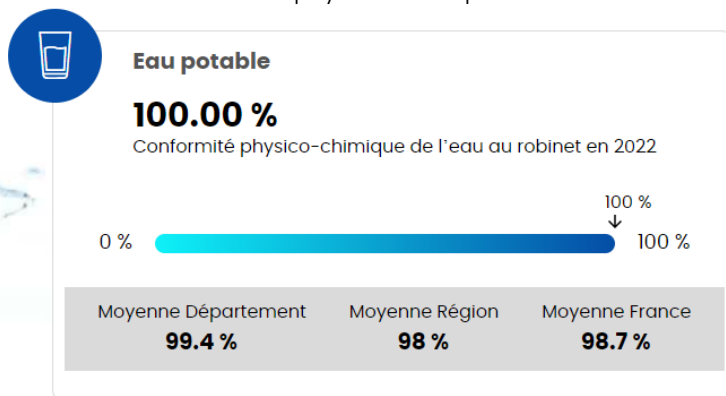 Eau potable
100.00 %
Conformité physico-chimique de l'eau au robinet en 2022
100 %
0 %
100 %
Moyenne Département
Moyenne Région
Moyenne France
99.4 %
98 %
98.7 %